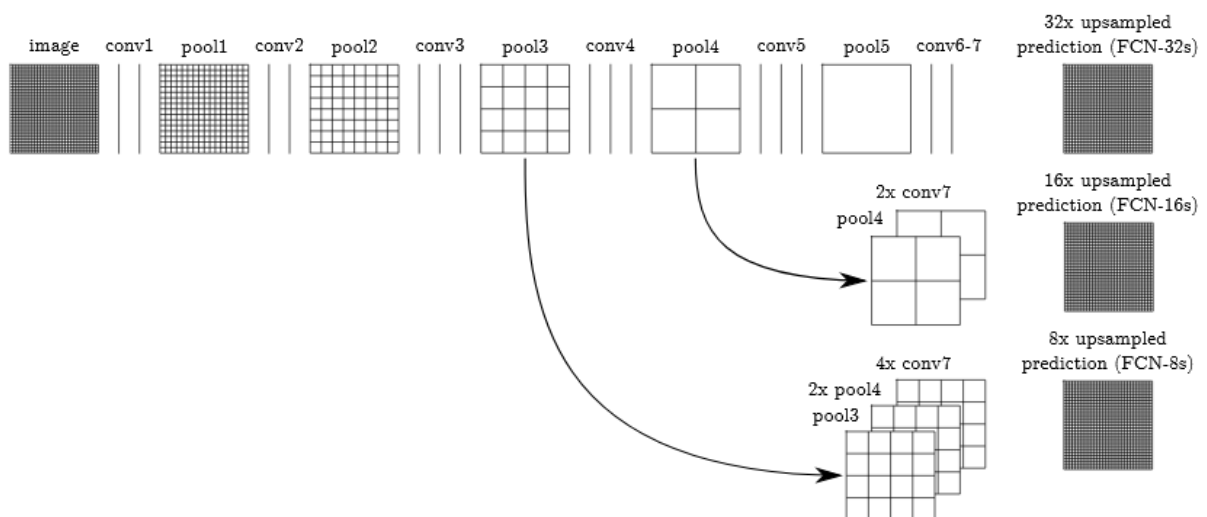 image conv1 pool1 conv2 pool2 conv3 pool3 conv4 pool4 conv5 pool5 conv6-7
32x upsampled
prediction (FCN-32s)
16x upsampled
prediction (FCN-16s)
2x conv7
pool4
8x upsampled
prediction (FCN-8s)
4x conv7
2x pool4
pool3